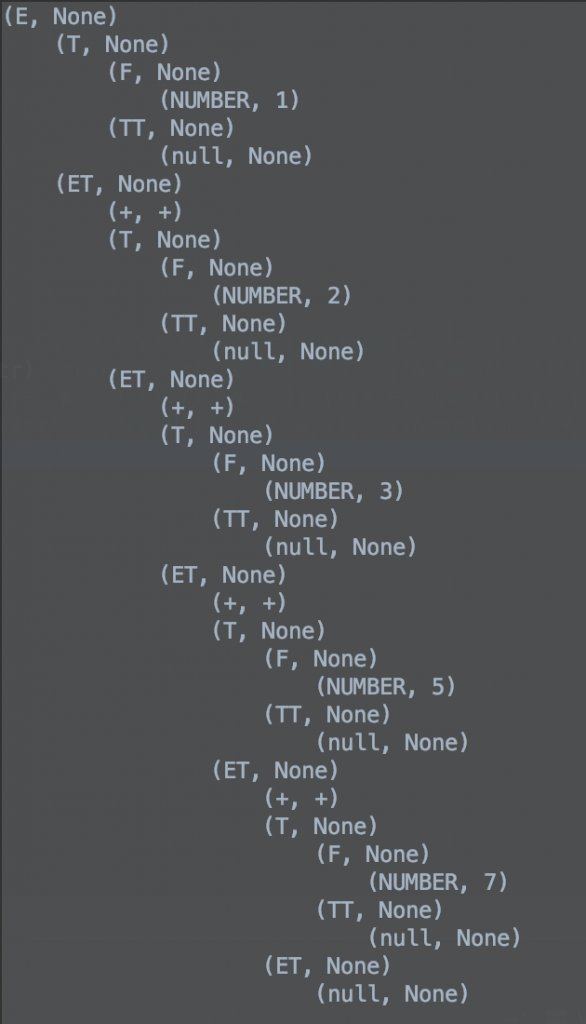 (E, None)
    (T, None)
        (F, None)
            (NUMBER, 1)
        (TT, None)
            (null, None)
    (ET, None)
        (+, +)
        (T, None)
            (F, None)
                (NUMBER, 2)
            (TT, None)
                (null, None)
        (ET, None)
            (+, +)
            (T, None)
                (F, None)
                    (NUMBER, 3)
                (TT, None)
                    (null, None)
            (ET, None)
                (+, +)
                (T, None)
                    (F, None)
                        (NUMBER, 5)
                    (TT, None)
                        (null, None)
                (ET, None)
                    (+, +)
                    (T, None)
                        (F, None)
                            (NUMBER, 7)
                        (TT, None)
                            (null, None)
                    (ET, None)
                        (null, None)